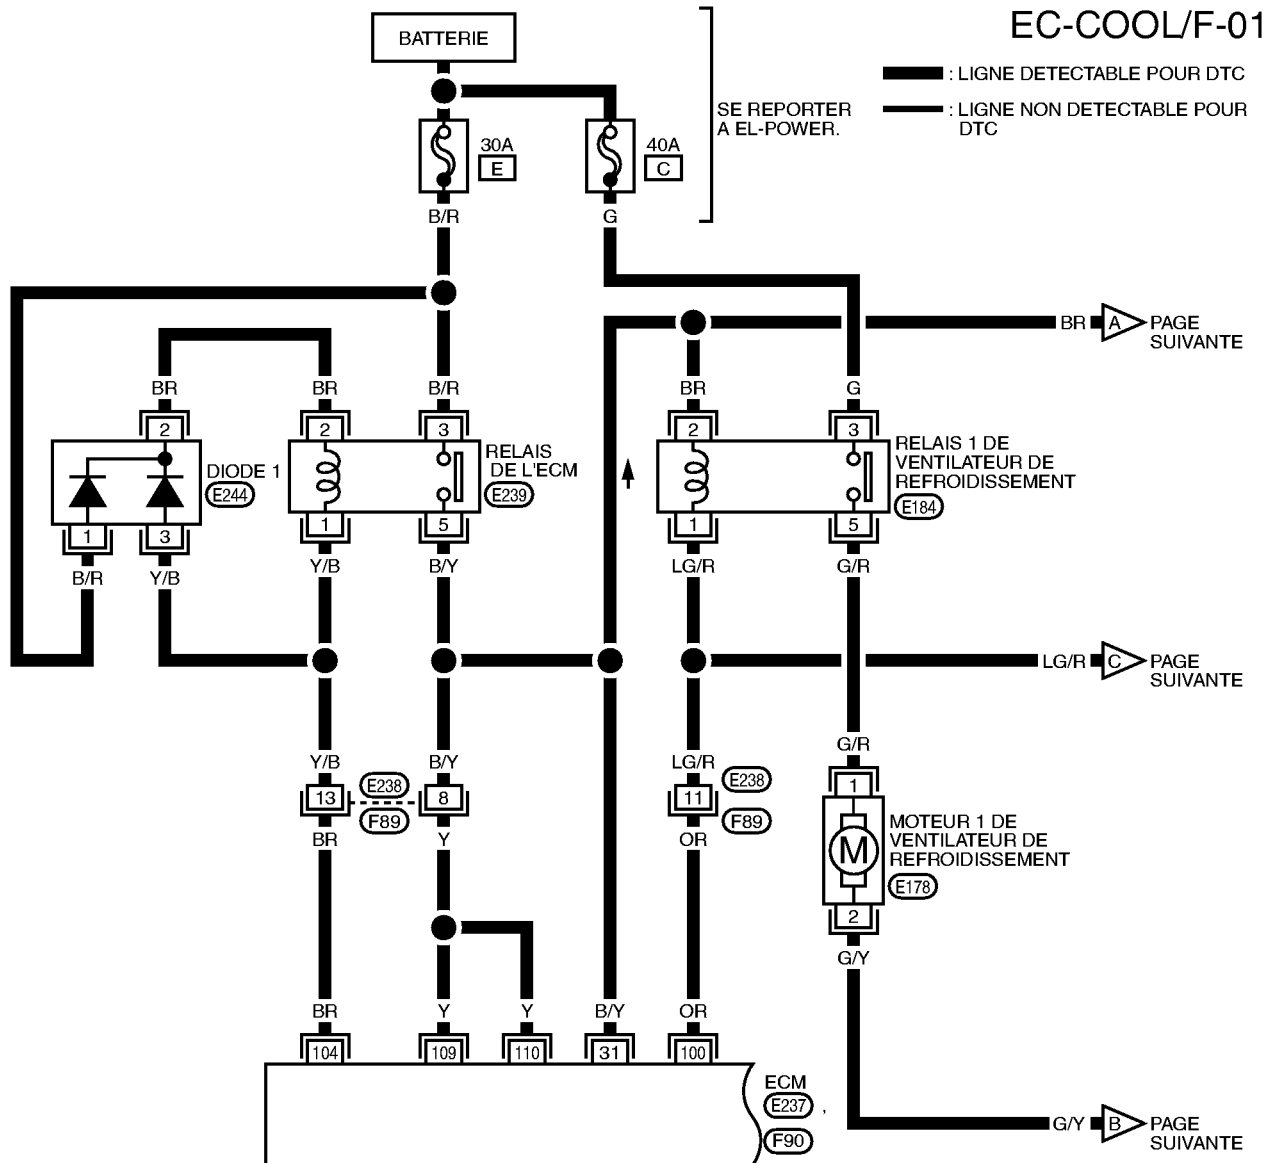 EC-COOL/F-01
BATTERIE
: LIGNE DETECTABLE POUR DTC
: LIGNE NON DETECTABLE POUR
DTC
SE REPORTER
A EL-POWER.
30A
E
40A
C
B/R
G
BR
A
PAGE
SUIVANTE
BR
BR
B/R
BR
G
2
2
3
2
3
DIODE 1
E244
RELAIS
DE L'ECM
E239
RELAIS 1 DE
VENTILATEUR DE
REFROIDISSEMENT
E184
1
3
1
5
1
5
B/R
Y/B
Y/B
B/Y
LG/R
G/R
LG/R
C
PAGE
SUIVANTE
G/R
Y/B
B/Y
LG/R
13
E238
F89
8
11
E238
F89
1
BR
Y
OR
M
MOTEUR 1 DE
VENTILATEUR DE
REFROIDISSEMENT
E178
2
G/Y
BR
Y
Y
B/Y
OR
104
109
110
31
100
ECM
E237 ,
F90
G/Y
B
PAGE
SUIVANTE